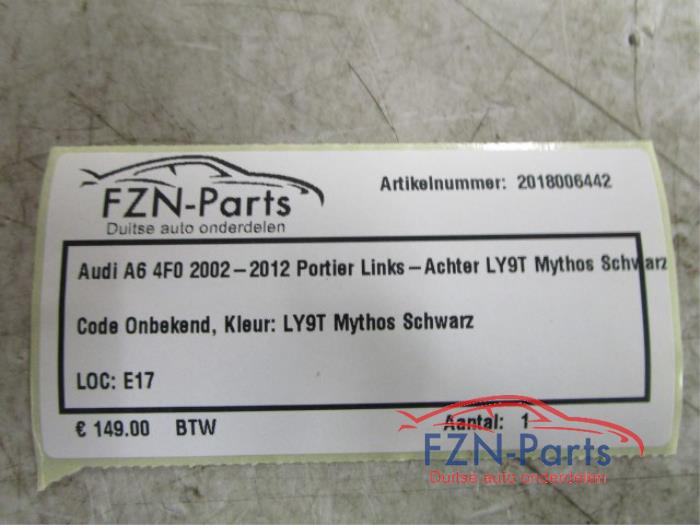 FZN-Parts
Duitse auto onderdelen
Artikelnummer: 2018006442
Audi A6 4F0 2002-2012 Portier Links-Achter LY9T Mythos Schwarz
Code Onbekend, Kleur: LY9T Mythos Schwarz
LOC: E17
€ 149.00 BTW
Aantal: 1
FZN-Parts
Duitse auto onderdelen